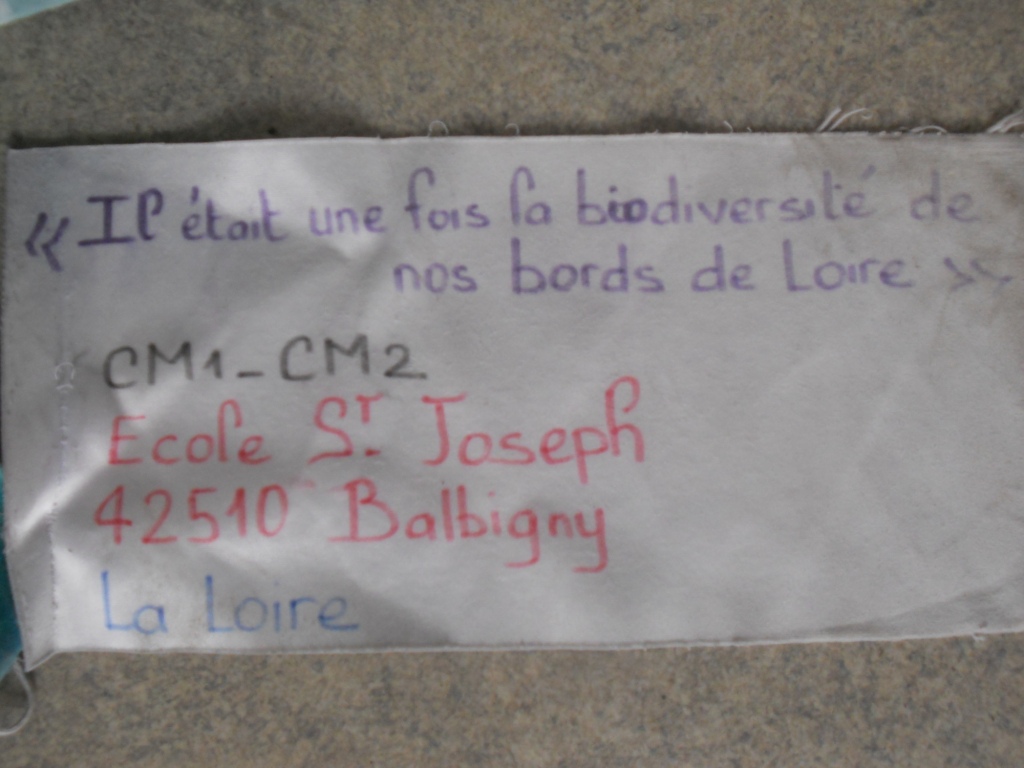 « Il était une fois la biodiversité de
nos bords de Loire »
CM1_CM2
Ecole St Joseph
42510 Balbigny
La Loire